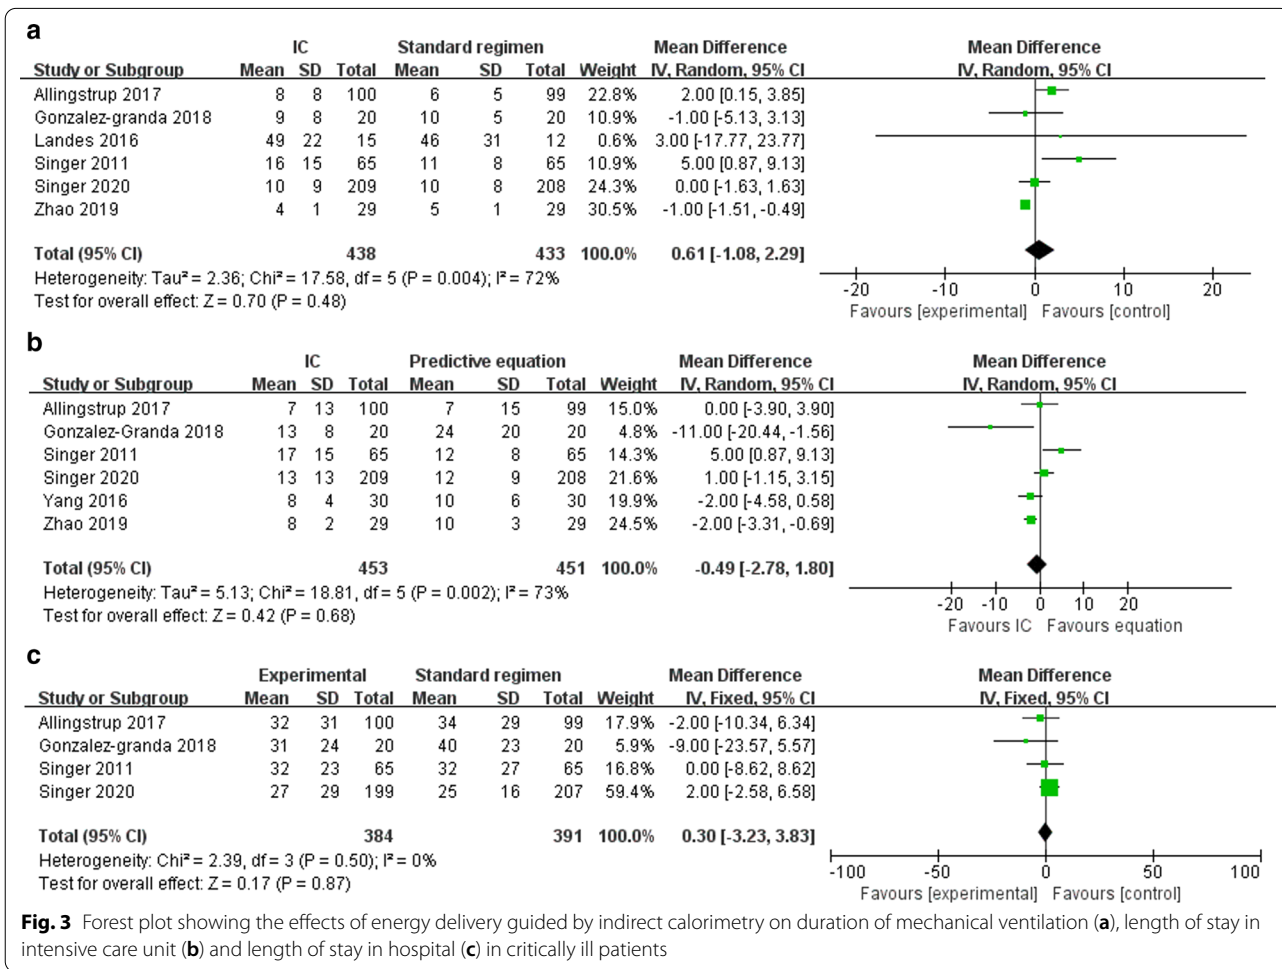 a
IC Standard regimen Mean Difference Mean Difference
Study or Subgroup Mean SD Total Mean SD Total Weight IV, Random, 95% CI IV, Random, 95% CI
Allingstrup 2017 8 8 100 6 5 99 22.8% 2.00 [0.15, 3.85]
Gonzalez-granda 2018 9 8 20 10 5 20 10.9% -1.00 [-5.13, 3.13]
Landes 2016 49 22 15 46 31 12 0.6% 3.00 [-17.77, 23.77]
Singer 2011 16 15 65 11 8 65 10.9% 5.00 [0.87, 9.13]
Singer 2020 10 9 209 10 8 208 24.3% 0.00 [-1.63, 1.63]
Zhao 2019 4 1 29 5 1 29 30.5% -1.00 [-1.51, -0.49]
Total (95% CI) 438 433 100.0% 0.61 [-1.08, 2.29]
Heterogeneity: Tau² = 2.36; Chi² = 17.58, df = 5 (P = 0.004); I² = 72%
Test for overall effect: Z = 0.70 (P = 0.48)
-20 -10 0 10 20
Favours [experimental] Favours [control]
b
IC Predictive equation Mean Difference Mean Difference
Study or Subgroup Mean SD Total Mean SD Total Weight IV, Random, 95% CI IV, Random, 95% CI
Allingstrup 2017 7 13 100 7 15 99 15.0% 0.00 [-3.90, 3.90]
Gonzalez-Granda 2018 13 8 20 24 20 20 4.8% -11.00 [-20.44, -1.56]
Singer 2011 17 15 65 12 8 65 14.3% 5.00 [0.87, 9.13]
Singer 2020 13 13 209 12 9 208 21.6% 1.00 [-1.15, 3.15]
Yang 2016 8 4 30 10 6 30 19.9% -2.00 [-4.58, 0.58]
Zhao 2019 8 2 29 10 3 29 24.5% -2.00 [-3.31, -0.69]
Total (95% CI) 453 451 100.0% -0.49 [-2.78, 1.80]
Heterogeneity: Tau² = 5.13; Chi² = 18.81, df = 5 (P = 0.002); I² = 73%
Test for overall effect: Z = 0.42 (P = 0.68)
-20 -10 0 10 20
Favours IC Favours equation
c
Experimental Standard regimen Mean Difference Mean Difference
Study or Subgroup Mean SD Total Mean SD Total Weight IV, Fixed, 95% CI IV, Fixed, 95% CI
Allingstrup 2017 32 31 100 34 29 99 17.9% -2.00 [-10.34, 6.34]
Gonzalez-granda 2018 31 24 20 40 23 20 5.9% -9.00 [-23.57, 5.57]
Singer 2011 32 23 65 32 27 65 16.8% 0.00 [-8.62, 8.62]
Singer 2020 27 29 199 25 16 207 59.4% 2.00 [-2.58, 6.58]
Total (95% CI) 384 391 100.0% 0.30 [-3.23, 3.83]
Heterogeneity: Chi² = 2.39, df = 3 (P = 0.50); I² = 0%
Test for overall effect: Z = 0.17 (P = 0.87)
-100 -50 0 50 100
Favours [experimental] Favours [control]
Fig. 3 Forest plot showing the effects of energy delivery guided by indirect calorimetry on duration of mechanical ventilation (a), length of stay in
intensive care unit (b) and length of stay in hospital (c) in critically ill patients